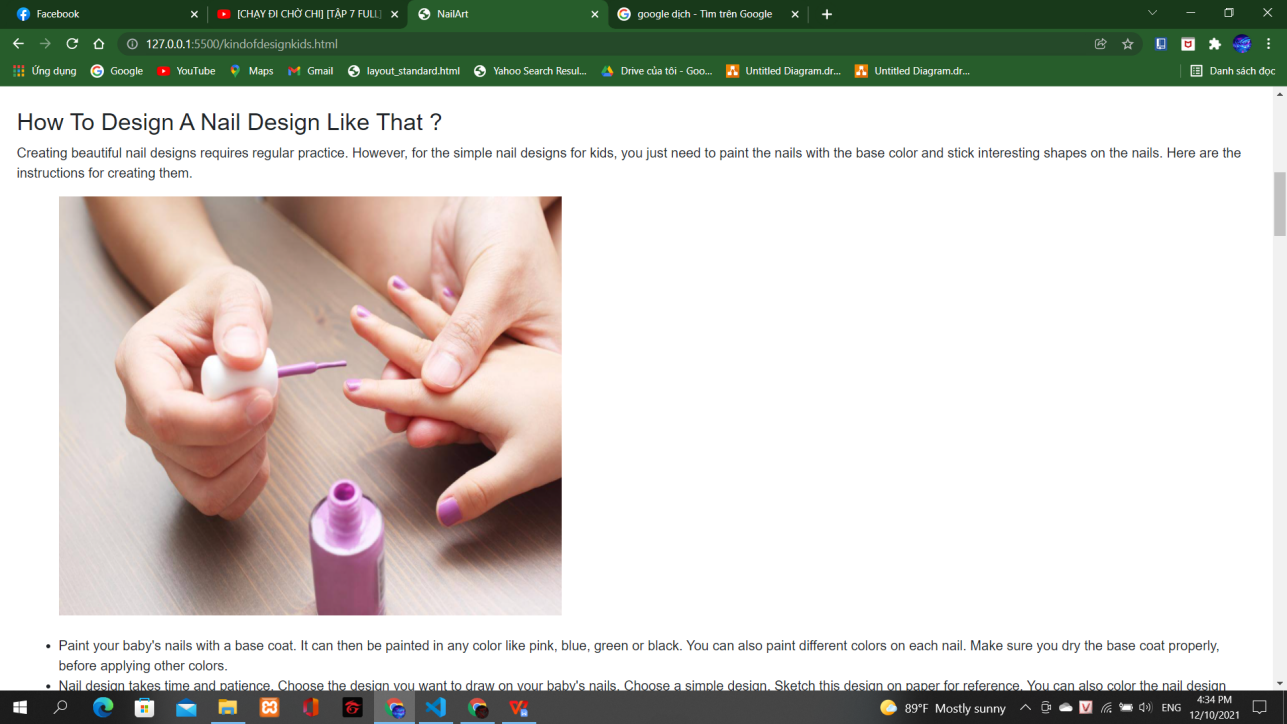 Facebook
[CHẠY ĐI CHỜ CHI] [TẬP 7 FULL]
NailArt
google dịch - Tìm trên Google
127.0.0.1:5500/kindofdesignkids.html
Ứng dụng
Google
YouTube
Maps
Gmail
layout_standard.html
Yahoo Search Resul...
Drive của tôi - Goo...
Untitled Diagram.dr...
Untitled Diagram.dr...
Danh sách đọc
How To Design A Nail Design Like That ?
Creating beautiful nail designs requires regular practice. However, for the simple nail designs for kids, you just need to paint the nails with the base color and stick interesting shapes on the nails. Here are the
instructions for creating them.
Paint your baby's nails with a base coat. It can then be painted in any color like pink, blue, green or black. You can also paint different colors on each nail. Make sure you dry the base coat properly,
before applying other colors.
Nail design takes time and patience. Choose the design you want to draw on your baby's nails. Choose a simple design. Sketch this design on paper for reference. You can also color the nail design
89°F Mostly sunny
ENG
4:34 PM
12/10/2021